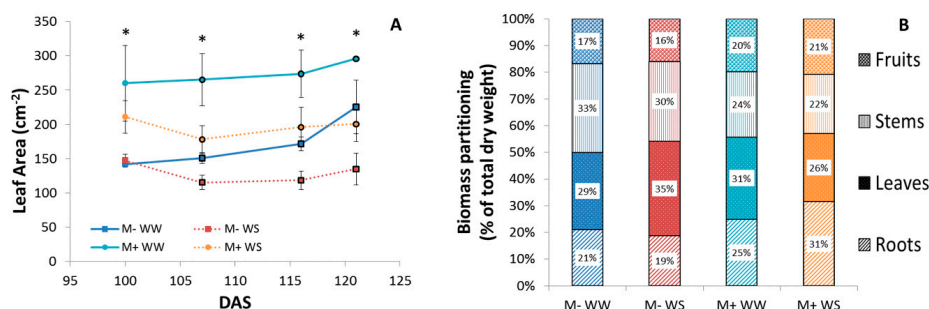 A
* * * *
350
300
250
200
150
100
50
0
Leaf Area (cm-2)
M- WW
M- WS
M+ WW
M+ WS
95 100 105 110 115 120 125
DAS
B
100%
90%
80%
70%
60%
50%
40%
30%
20%
10%
0%
Biomass partitioning
(% of total dry weight)
17% 16% 20% 21%
33% 30% 24% 22%
29% 35% 31% 26%
21% 19% 25% 31%
M- WW M- WS M+ WW M+ WS
Fruits
Stems
Leaves
Roots